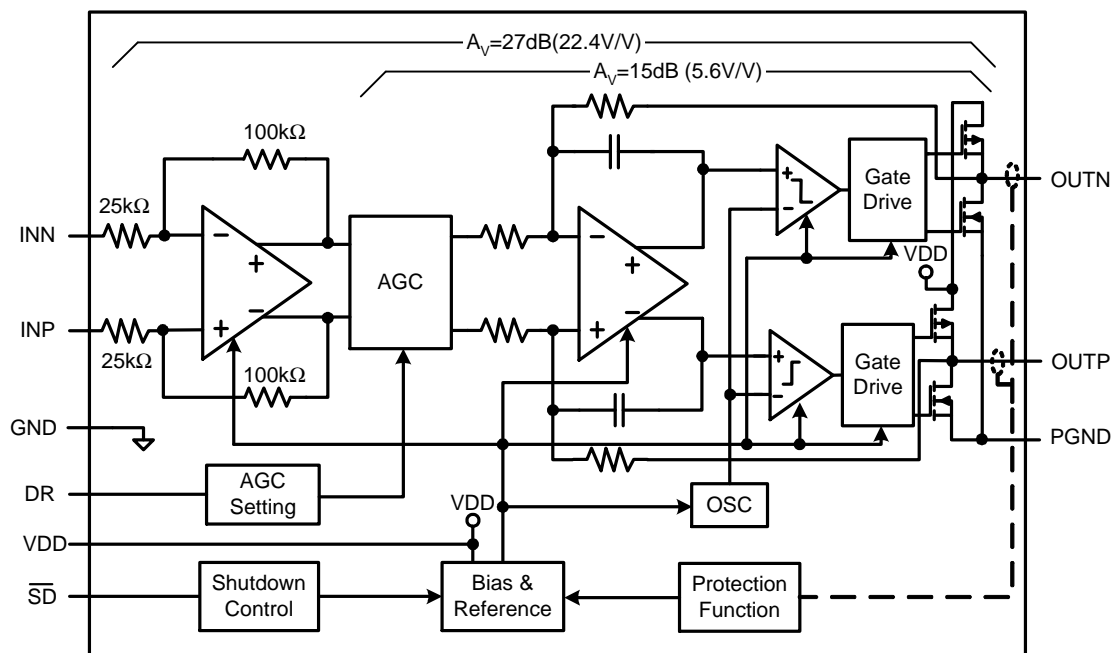 A_V=27dB(22.4V/V)
A_V=15dB (5.6V/V)
100kΩ
25kΩ
INN
−
+
AGC
−
+
+
−
Gate
Drive
OUTN
VDD
INP
25kΩ
+
−
100kΩ
+
−
+
−
Gate
Drive
OUTP
GND
PGND
DR
AGC
Setting
VDD
OSC
VDD
S̅D̅
Shutdown
Control
Bias &
Reference
Protection
Function